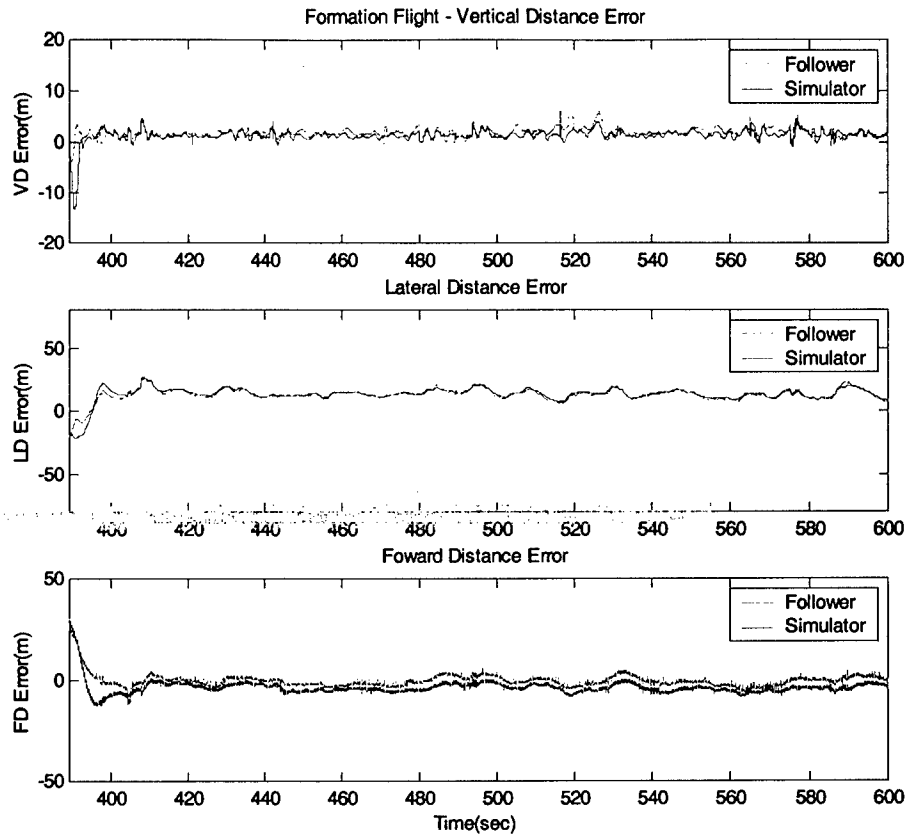 Formation Flight - Vertical Distance Error
20
10
0
-10
-20
VD Error(m)
Follower
Simulator
400 420 440 460 480 500 520 540 560 580 600
Lateral Distance Error
50
0
-50
LD Error(m)
Follower
Simulator
400 420 440 460 480 500 520 540 560 580 600
Foward Distance Error
50
0
-50
FD Error(m)
Follower
Simulator
400 420 440 460 480 500 520 540 560 580 600
Time(sec)